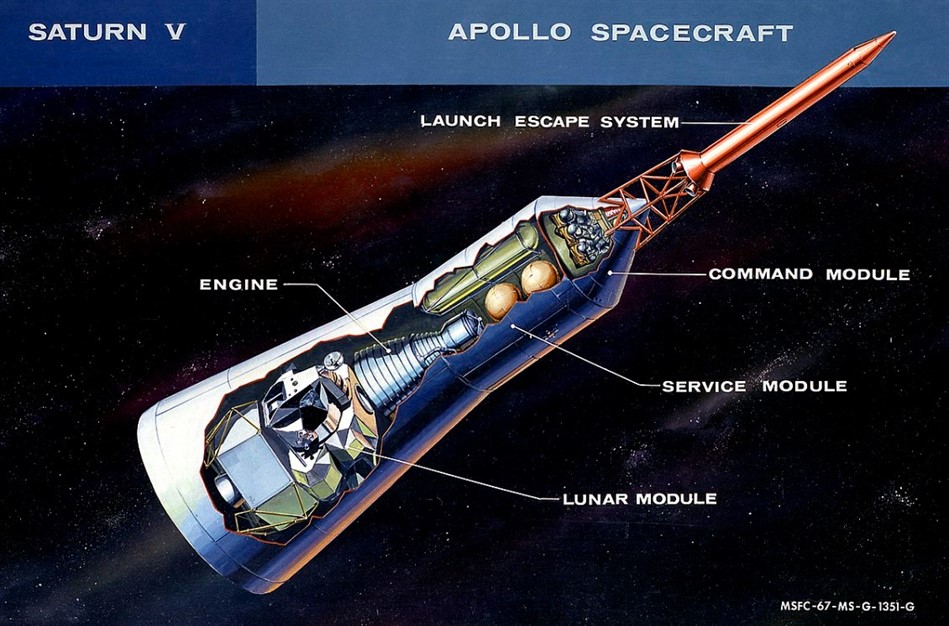 SATURN V
APOLLO SPACECRAFT
LAUNCH ESCAPE SYSTEM
COMMAND MODULE
ENGINE
SERVICE MODULE
LUNAR MODULE
MSFC-67-MS-G-1351-G